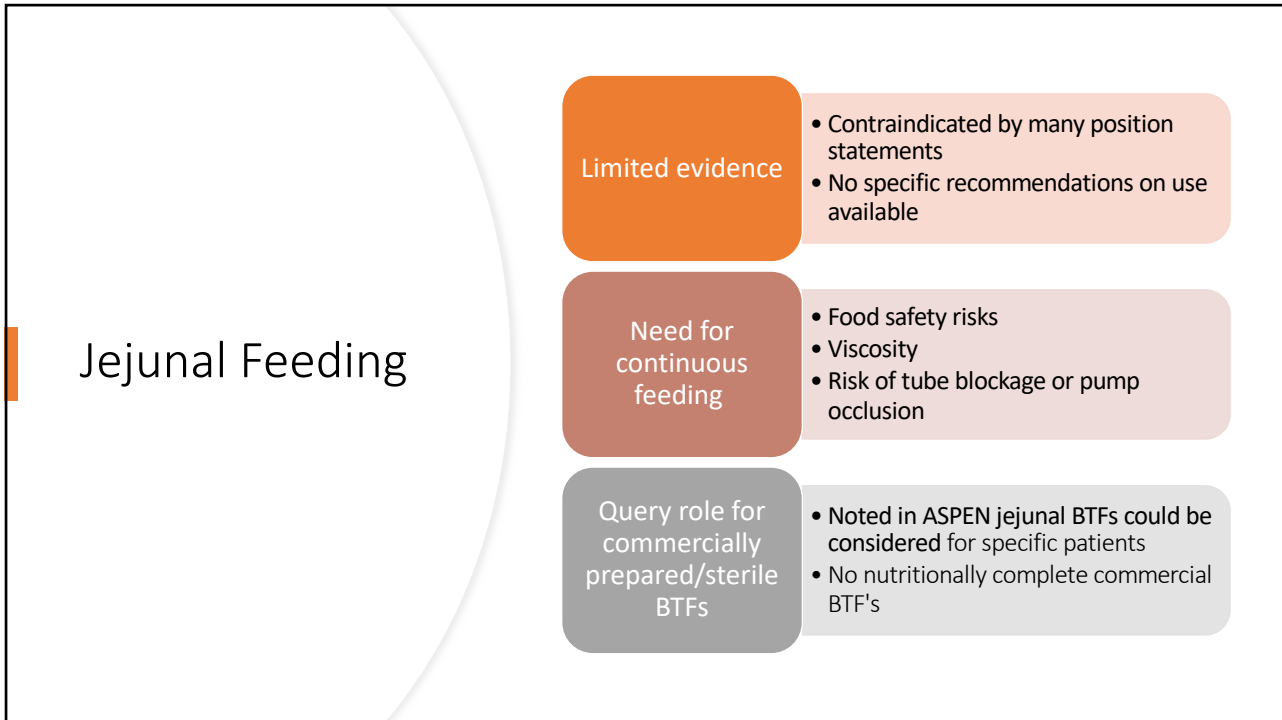 Jejunal Feeding
Limited evidence
• Contraindicated by many position
statements
• No specific recommendations on use
available
Need for
continuous
feeding
• Food safety risks
• Viscosity
• Risk of tube blockage or pump
occlusion
Query role for
commercially
prepared/sterile
BTFs
• Noted in ASPEN jejunal BTFs could be
considered for specific patients
• No nutritionally complete commercial
BTF's